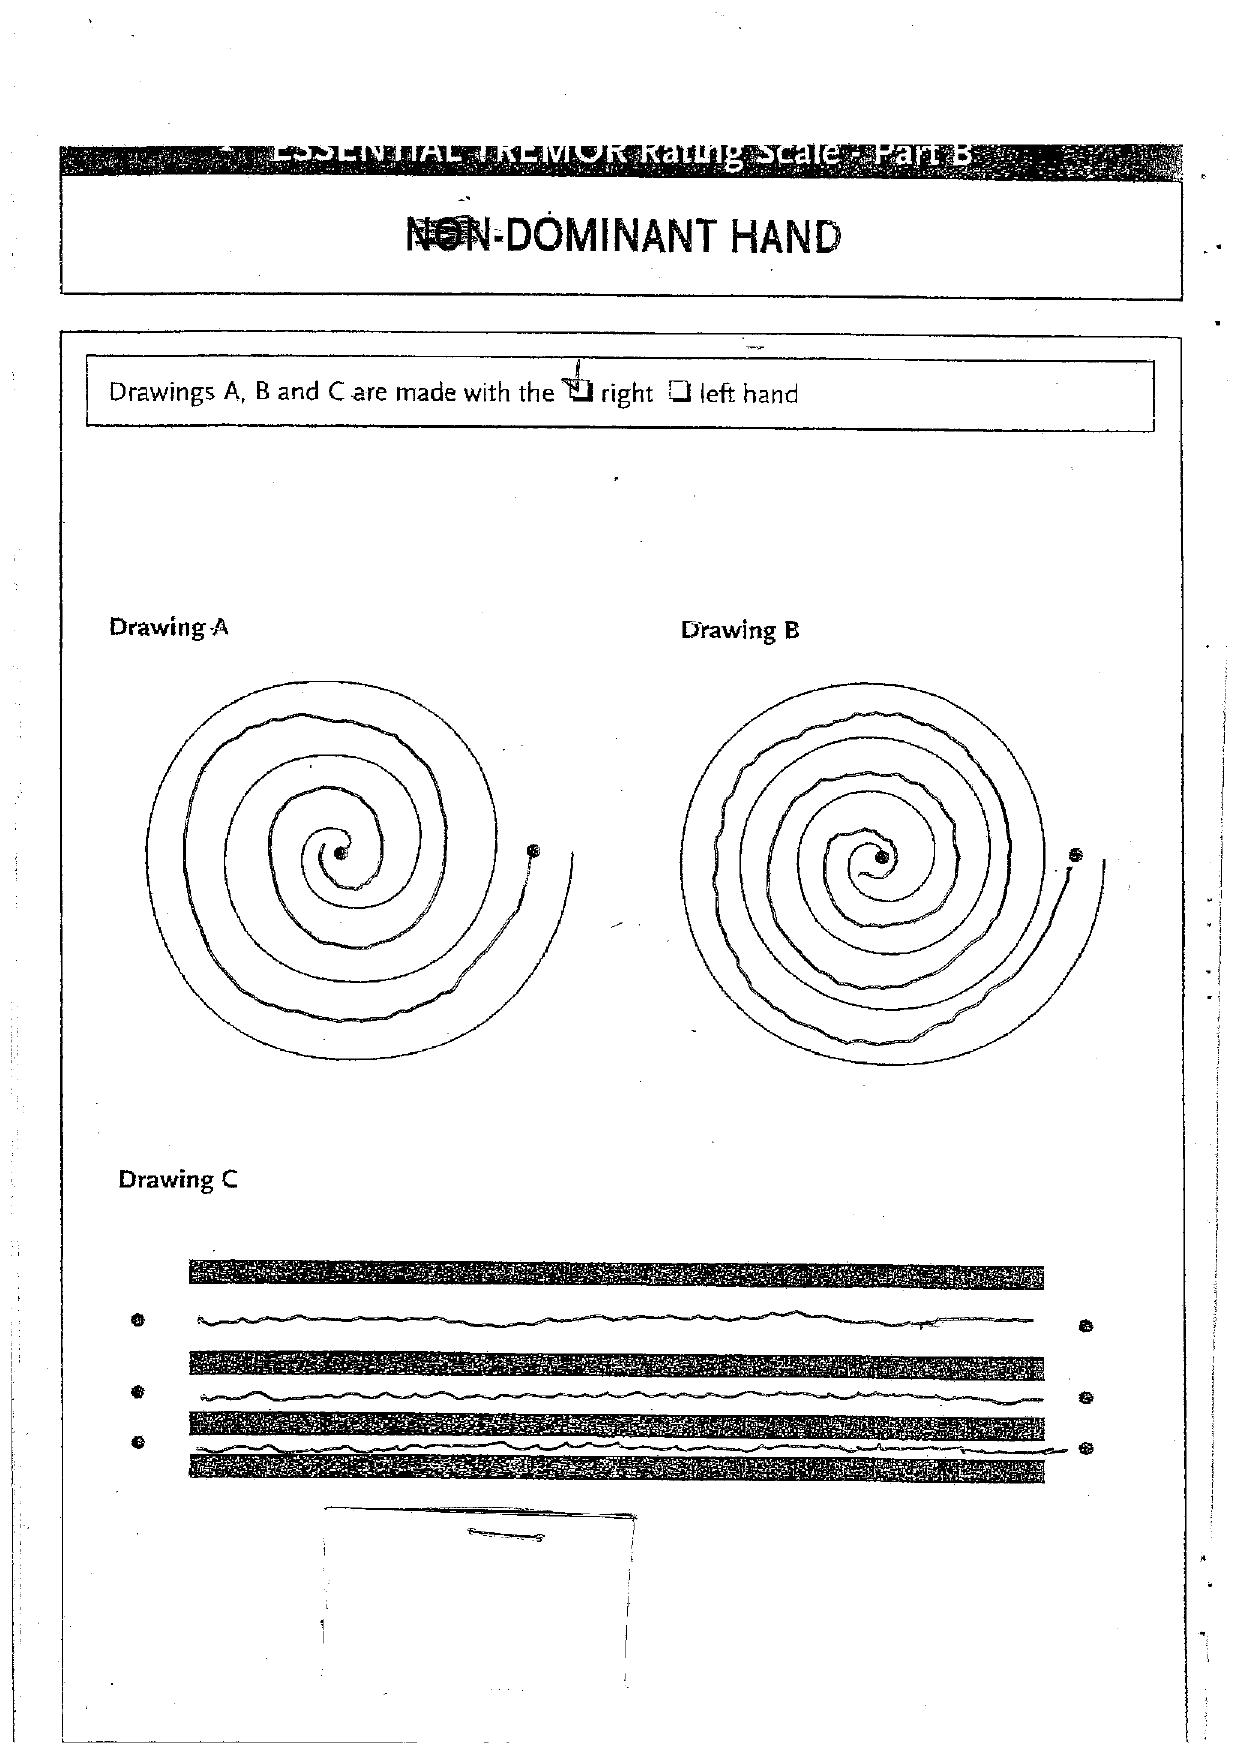 ESSENTIAL TREMOR Rating Scale - Part B
NON-DOMINANT HAND
Drawings A, B and C are made with the ☐ right ☐ left hand
Drawing A
Drawing B
Drawing C